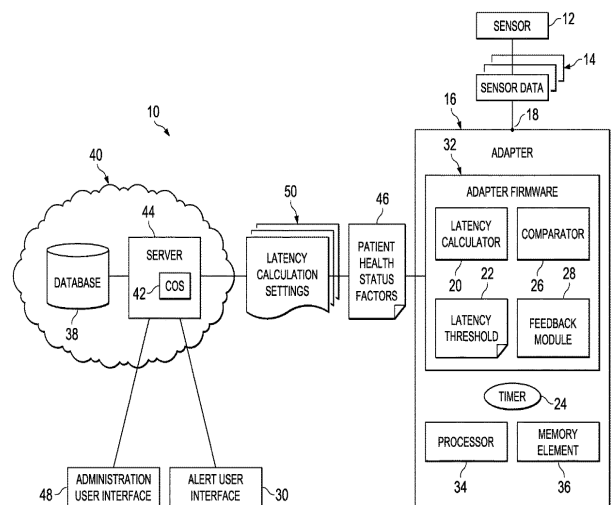 SENSOR
12
14
SENSOR DATA
10
16
18
ADAPTER
40
32
ADAPTER FIRMWARE
44
50
46
SERVER
DATABASE
42
COS
38
LATENCY
CALCULATION
SETTINGS
PATIENT
HEALTH
STATUS
FACTORS
LATENCY
CALCULATOR
COMPARATOR
20
22
26
28
LATENCY
THRESHOLD
FEEDBACK
MODULE
TIMER
24
PROCESSOR
MEMORY
ELEMENT
34
36
48
ADMINISTRATION
USER INTERFACE
ALERT USER
INTERFACE
30